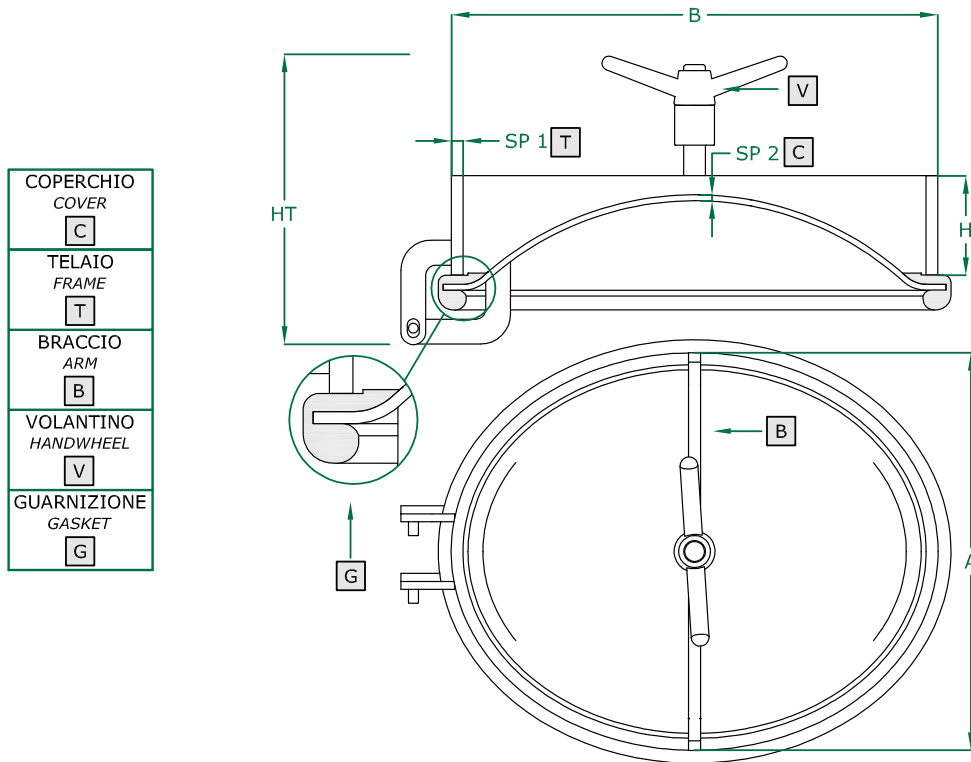 COPERCHIO
COVER
C
TELAIO
FRAME
T
BRACCIO
ARM
B
VOLANTINO
HANDWHEEL
V
GUARNIZIONE
GASKET
G
B
V
SP 1 T
SP 2 C
HT
H
B
A
G